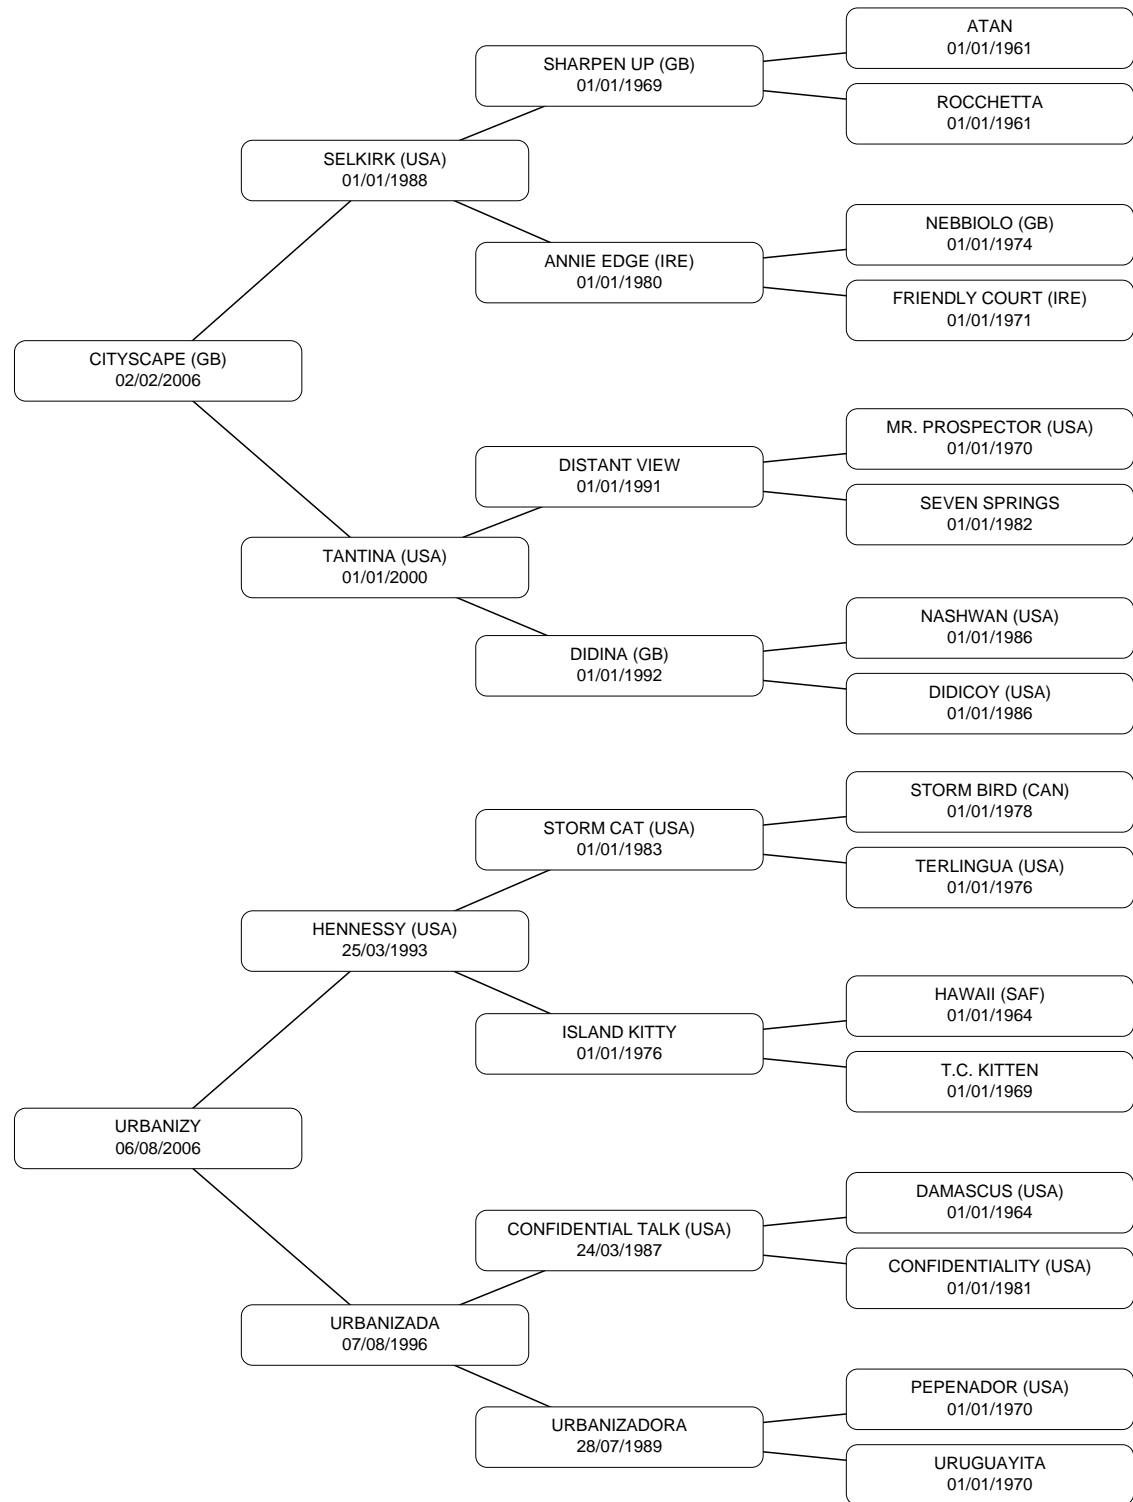 ATAN
01/01/1961
SHARPEN UP (GB)
01/01/1969
ROCCHETTA
01/01/1961
SELKIRK (USA)
01/01/1988
NEBBIOLO (GB)
01/01/1974
ANNIE EDGE (IRE)
01/01/1980
FRIENDLY COURT (IRE)
01/01/1971
CITYSCAPE (GB)
02/02/2006
MR. PROSPECTOR (USA)
01/01/1970
DISTANT VIEW
01/01/1991
SEVEN SPRINGS
01/01/1982
TANTINA (USA)
01/01/2000
NASHWAN (USA)
01/01/1986
DIDINA (GB)
01/01/1992
DIDICOY (USA)
01/01/1986
STORM BIRD (CAN)
01/01/1978
STORM CAT (USA)
01/01/1983
TERLINGUA (USA)
01/01/1976
HENNESSY (USA)
25/03/1993
HAWAII (SAF)
01/01/1964
ISLAND KITTY
01/01/1976
T.C. KITTEN
01/01/1969
URBANIZY
06/08/2006
DAMASCUS (USA)
01/01/1964
CONFIDENTIAL TALK (USA)
24/03/1987
CONFIDENTIALITY (USA)
01/01/1981
URBANIZADA
07/08/1996
PEPENADOR (USA)
01/01/1970
URBANIZADORA
28/07/1989
URUGUAYITA
01/01/1970